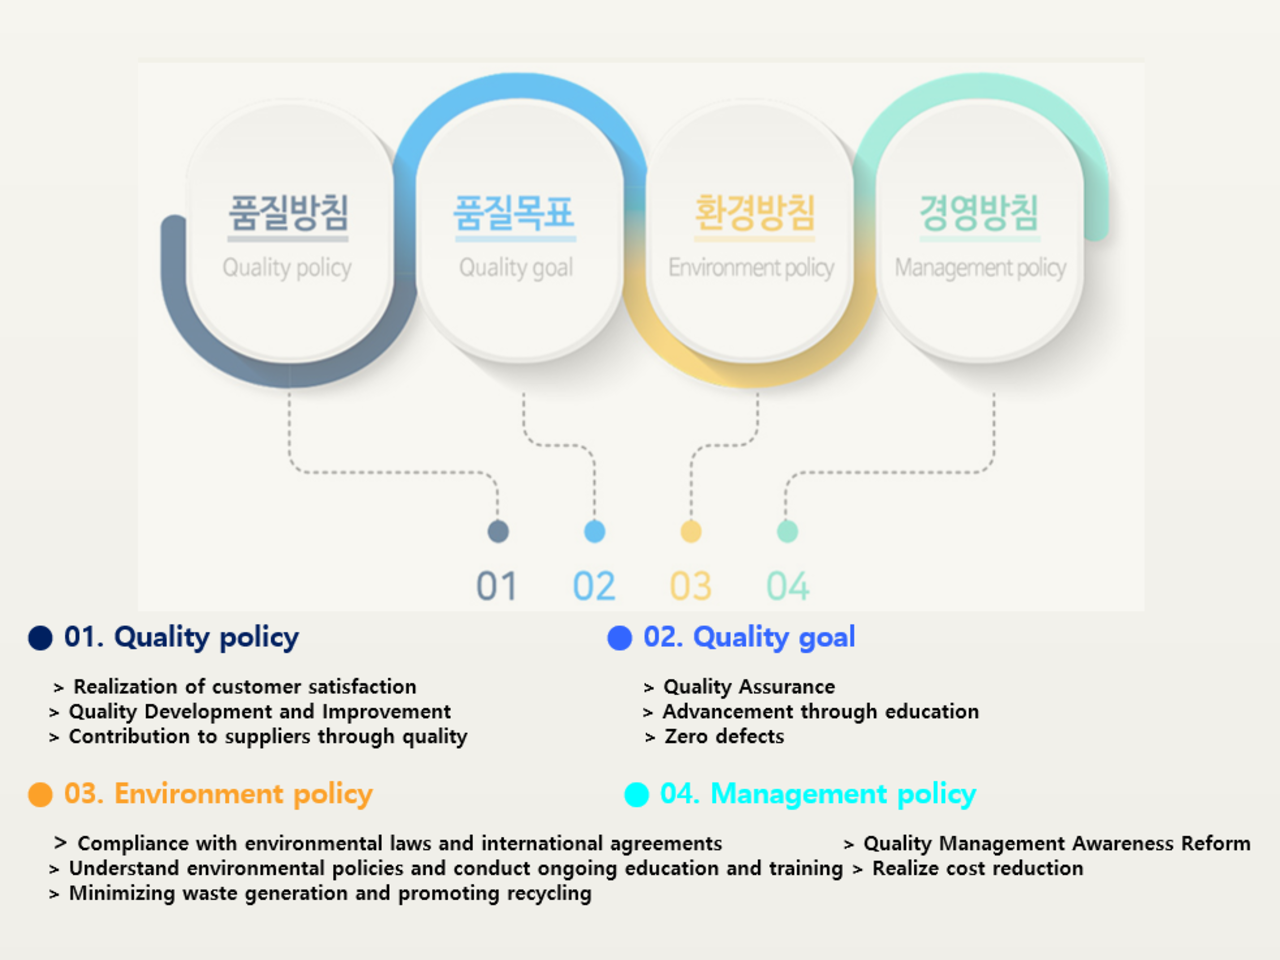 품질방침
Quality policy
품질목표
Quality goal
환경방침
Environment policy
경영방침
Management policy
01 02 03 04
01. Quality policy
> Realization of customer satisfaction
> Quality Development and Improvement
> Contribution to suppliers through quality
02. Quality goal
> Quality Assurance
> Advancement through education
> Zero defects
03. Environment policy
> Compliance with environmental laws and international agreements
> Understand environmental policies and conduct ongoing education and training
> Minimizing waste generation and promoting recycling
04. Management policy
> Quality Management Awareness Reform
> Realize cost reduction